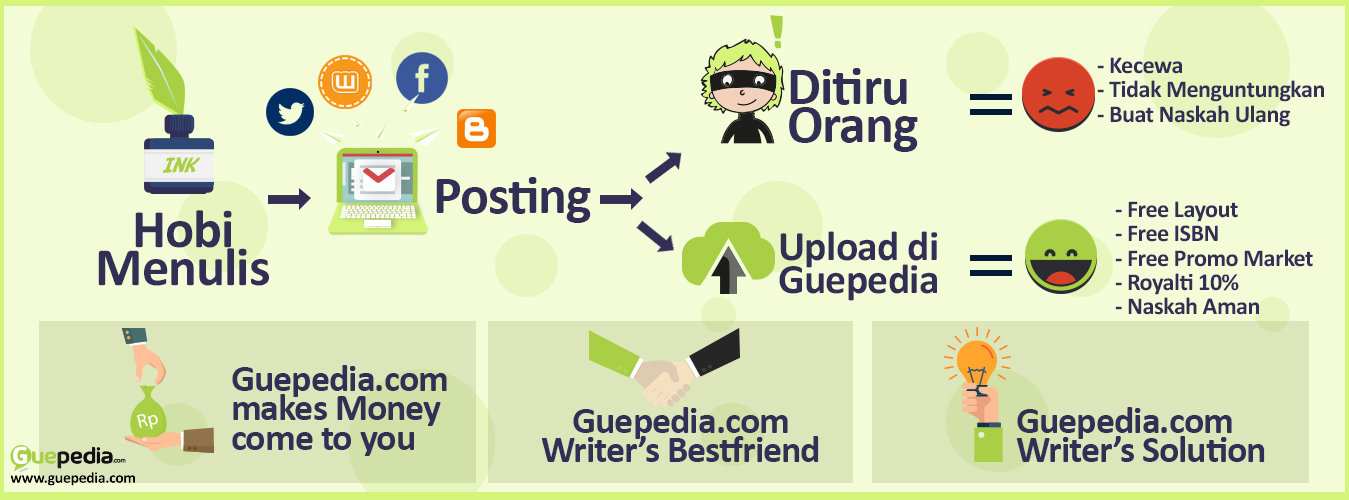 INK
Hobi
Menulis
Posting
Ditiru
Orang
- Kecewa
- Tidak Menguntungkan
- Buat Naskah Ulang
Upload di
Guepedia
- Free Layout
- Free ISBN
- Free Promo Market
- Royalti 10%
- Naskah Aman
Rp
Guepedia.com
makes Money
come to you
Guepedia.com
Writer's Bestfriend
Guepedia.com
Writer's Solution
Guepedia.com
www.guepedia.com